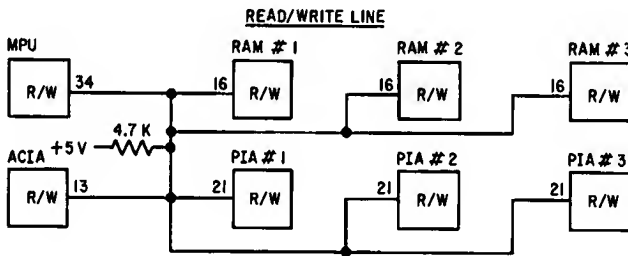 READ/WRITE LINE
MPU RAM # 1 RAM # 2 RAM # 3
R/W 34 16 R/W 16 R/W 16 R/W
+5V 4.7 K
ACIA PIA # 1 PIA # 2 PIA # 3
R/W 13 21 R/W 21 R/W 21 R/W